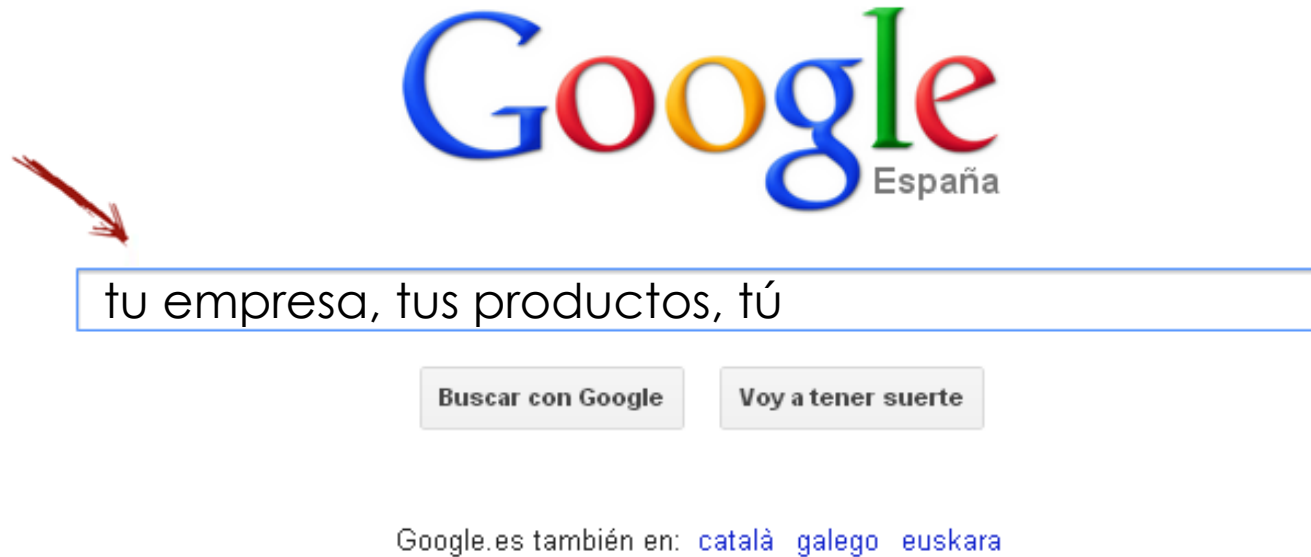 Google
España
tu empresa, tus productos, tú
Buscar con Google Voy a tener suerte
Google.es también en: català galego euskara